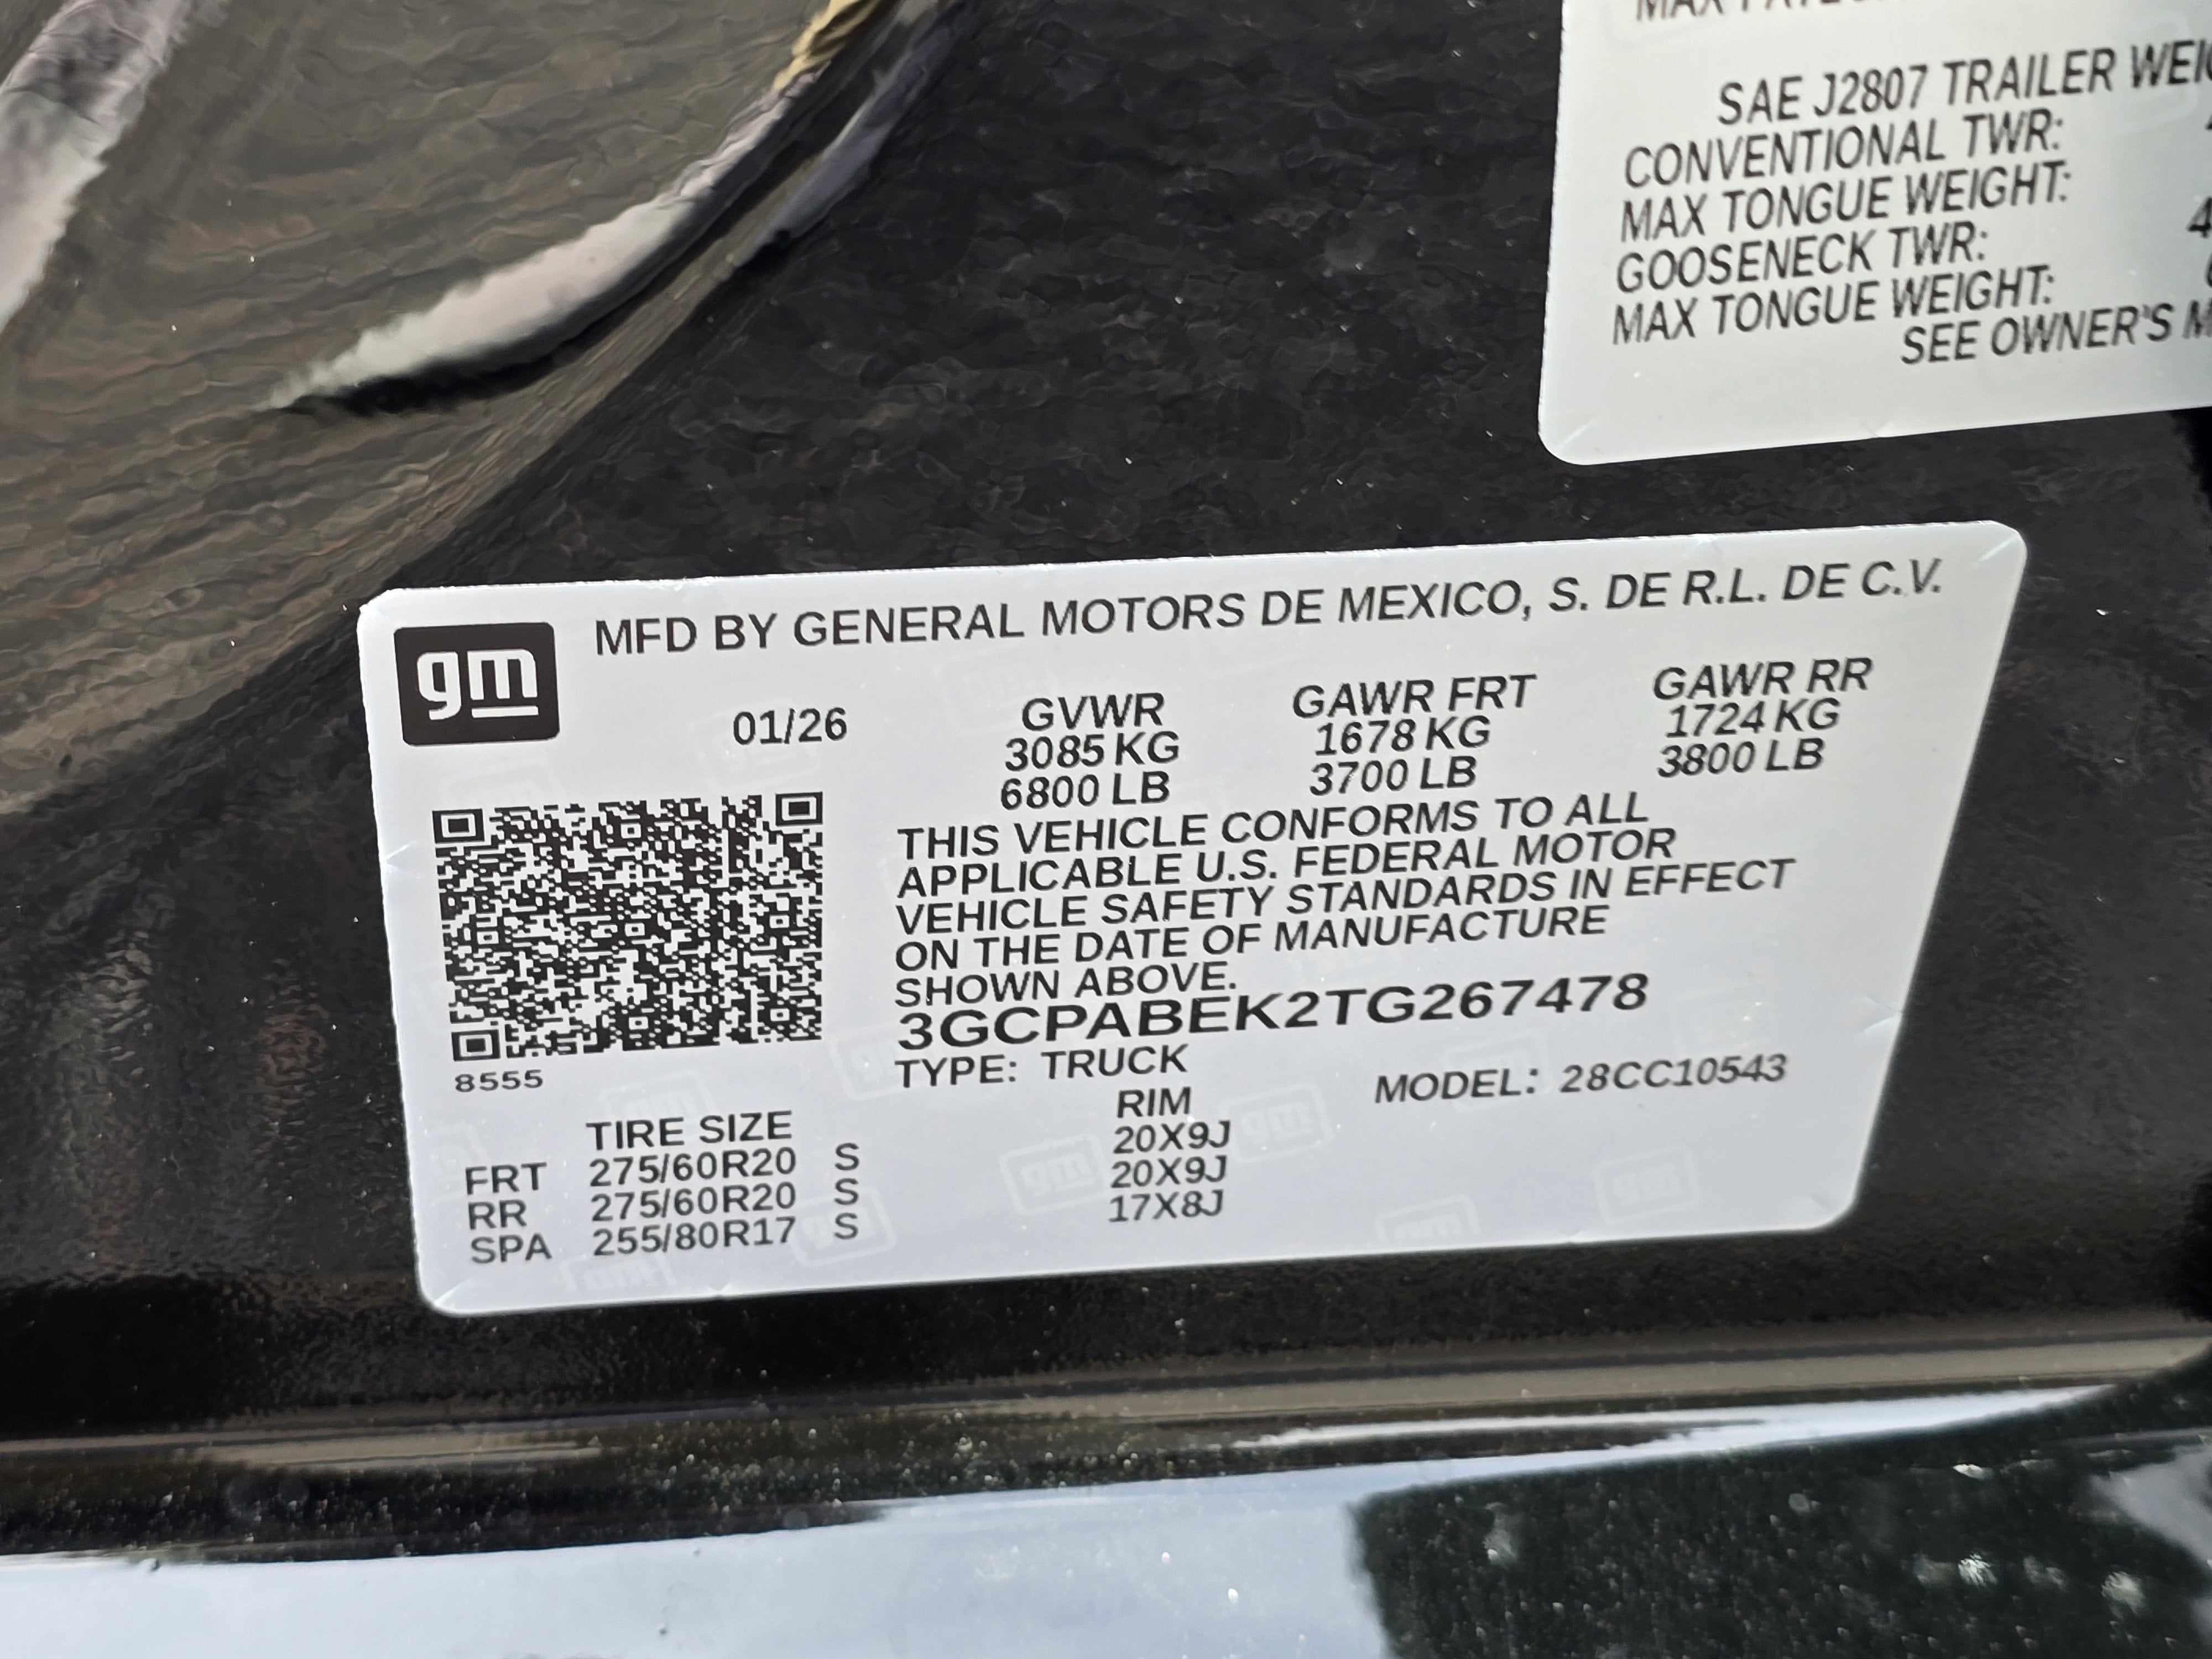 SAE J2807 TRAILER
CONVENTIONAL TWR:
MAX TONGUE WEIGHT:
GOOSENECK TWR:
MAX TONGUE WEIGHT:
SEE OWNER'S
gm
MFD BY GENERAL MOTORS DE MEXICO, S. DE R.L. DE C.V.
01/26 GVWR GAWR FRT GAWR RR
3085 KG 1678 KG 1724 KG
6800 LB 3700 LB 3800 LB
THIS VEHICLE CONFORMS TO ALL
APPLICABLE U.S. FEDERAL MOTOR
VEHICLE SAFETY STANDARDS IN EFFECT
ON THE DATE OF MANUFACTURE
SHOWN ABOVE.
3GCPABEK2TG267478
8555
TYPE: TRUCK MODEL: 28CC10543
TIRE SIZE RIM
FRT 275/60R20 S 20X9J
RR 275/60R20 S 20X9J
SPA 255/80R17 S 17X8J